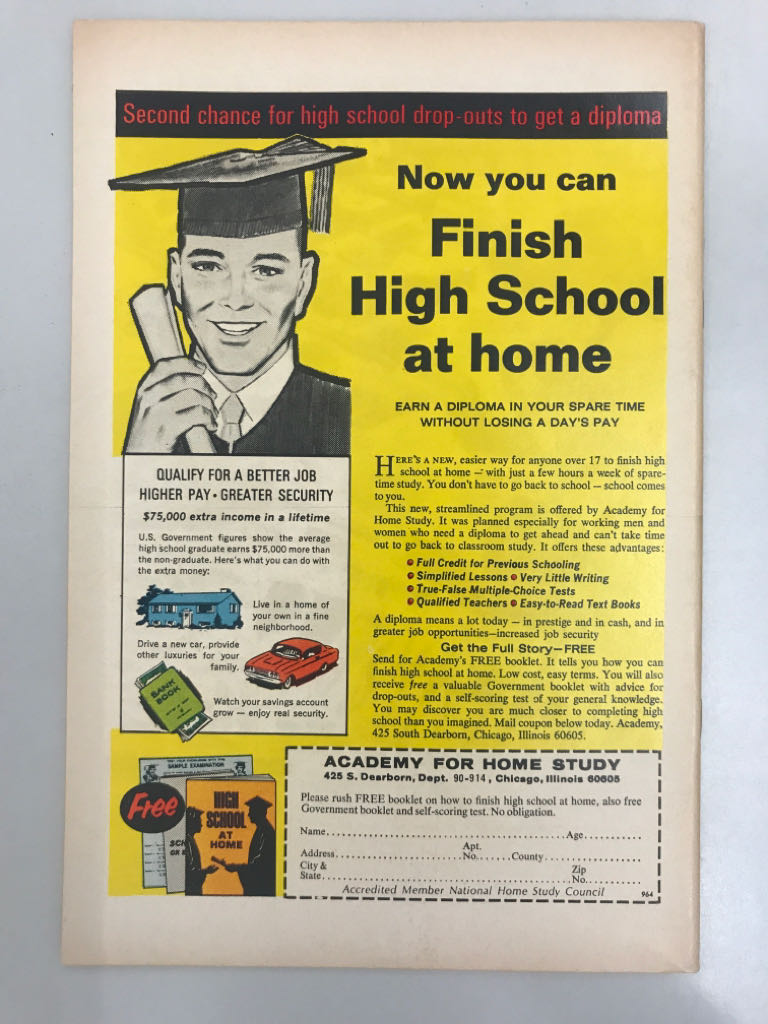 Second chance for high school drop-outs to get a diploma
Now you can
Finish
High School
at home
EARN A DIPLOMA IN YOUR SPARE TIME
WITHOUT LOSING A DAY'S PAY
QUALIFY FOR A BETTER JOB
HIGHER PAY • GREATER SECURITY
$75,000 extra income in a lifetime
U.S. Government figures show the average
high school graduate earns $75,000 more than
the non-graduate. Here's what you can do with
the extra money:
Live in a home of
your own in a fine
neighborhood.
Drive a new car, provide
other luxuries for your
family.
BANK
BOOK
Watch your savings account
grow — enjoy real security.
HERE'S A NEW, easier way for anyone over 17 to finish high
school at home — with just a few hours a week of spare-
time study. You don't have to go back to school — school comes
to you.
This new, streamlined program is offered by Academy for
Home Study. It was planned especially for working men and
women who need a diploma to get ahead and can't take time
out to go back to classroom study. It offers these advantages:
• Full Credit for Previous Schooling
• Simplified Lessons • Very Little Writing
• True-False Multiple-Choice Tests
• Qualified Teachers • Easy-to-Read Text Books
A diploma means a lot today — in prestige and in cash, and in
greater job opportunities—increased job security
Get the Full Story—FREE
Send for Academy's FREE booklet. It tells you how you can
finish high school at home. Low cost, easy terms. You will also
receive free a valuable Government booklet with advice for
drop-outs, and a self-scoring test of your general knowledge.
You may discover you are much closer to completing high
school than you imagined. Mail coupon below today. Academy,
425 South Dearborn, Chicago, Illinois 60605.
SAMPLE EXAMINATION
Free
SCH
HIGH
SCHOOL
AT
HOME
ACADEMY FOR HOME STUDY
425 S. Dearborn, Dept. 90-914, Chicago, Illinois 60605
Please rush FREE booklet on how to finish high school at home, also free
Government booklet and self-scoring test. No obligation.
Name..........Age..........
Address..........Apt. No.......County..........
City & State..........Zip No..........
Accredited Member National Home Study Council
964